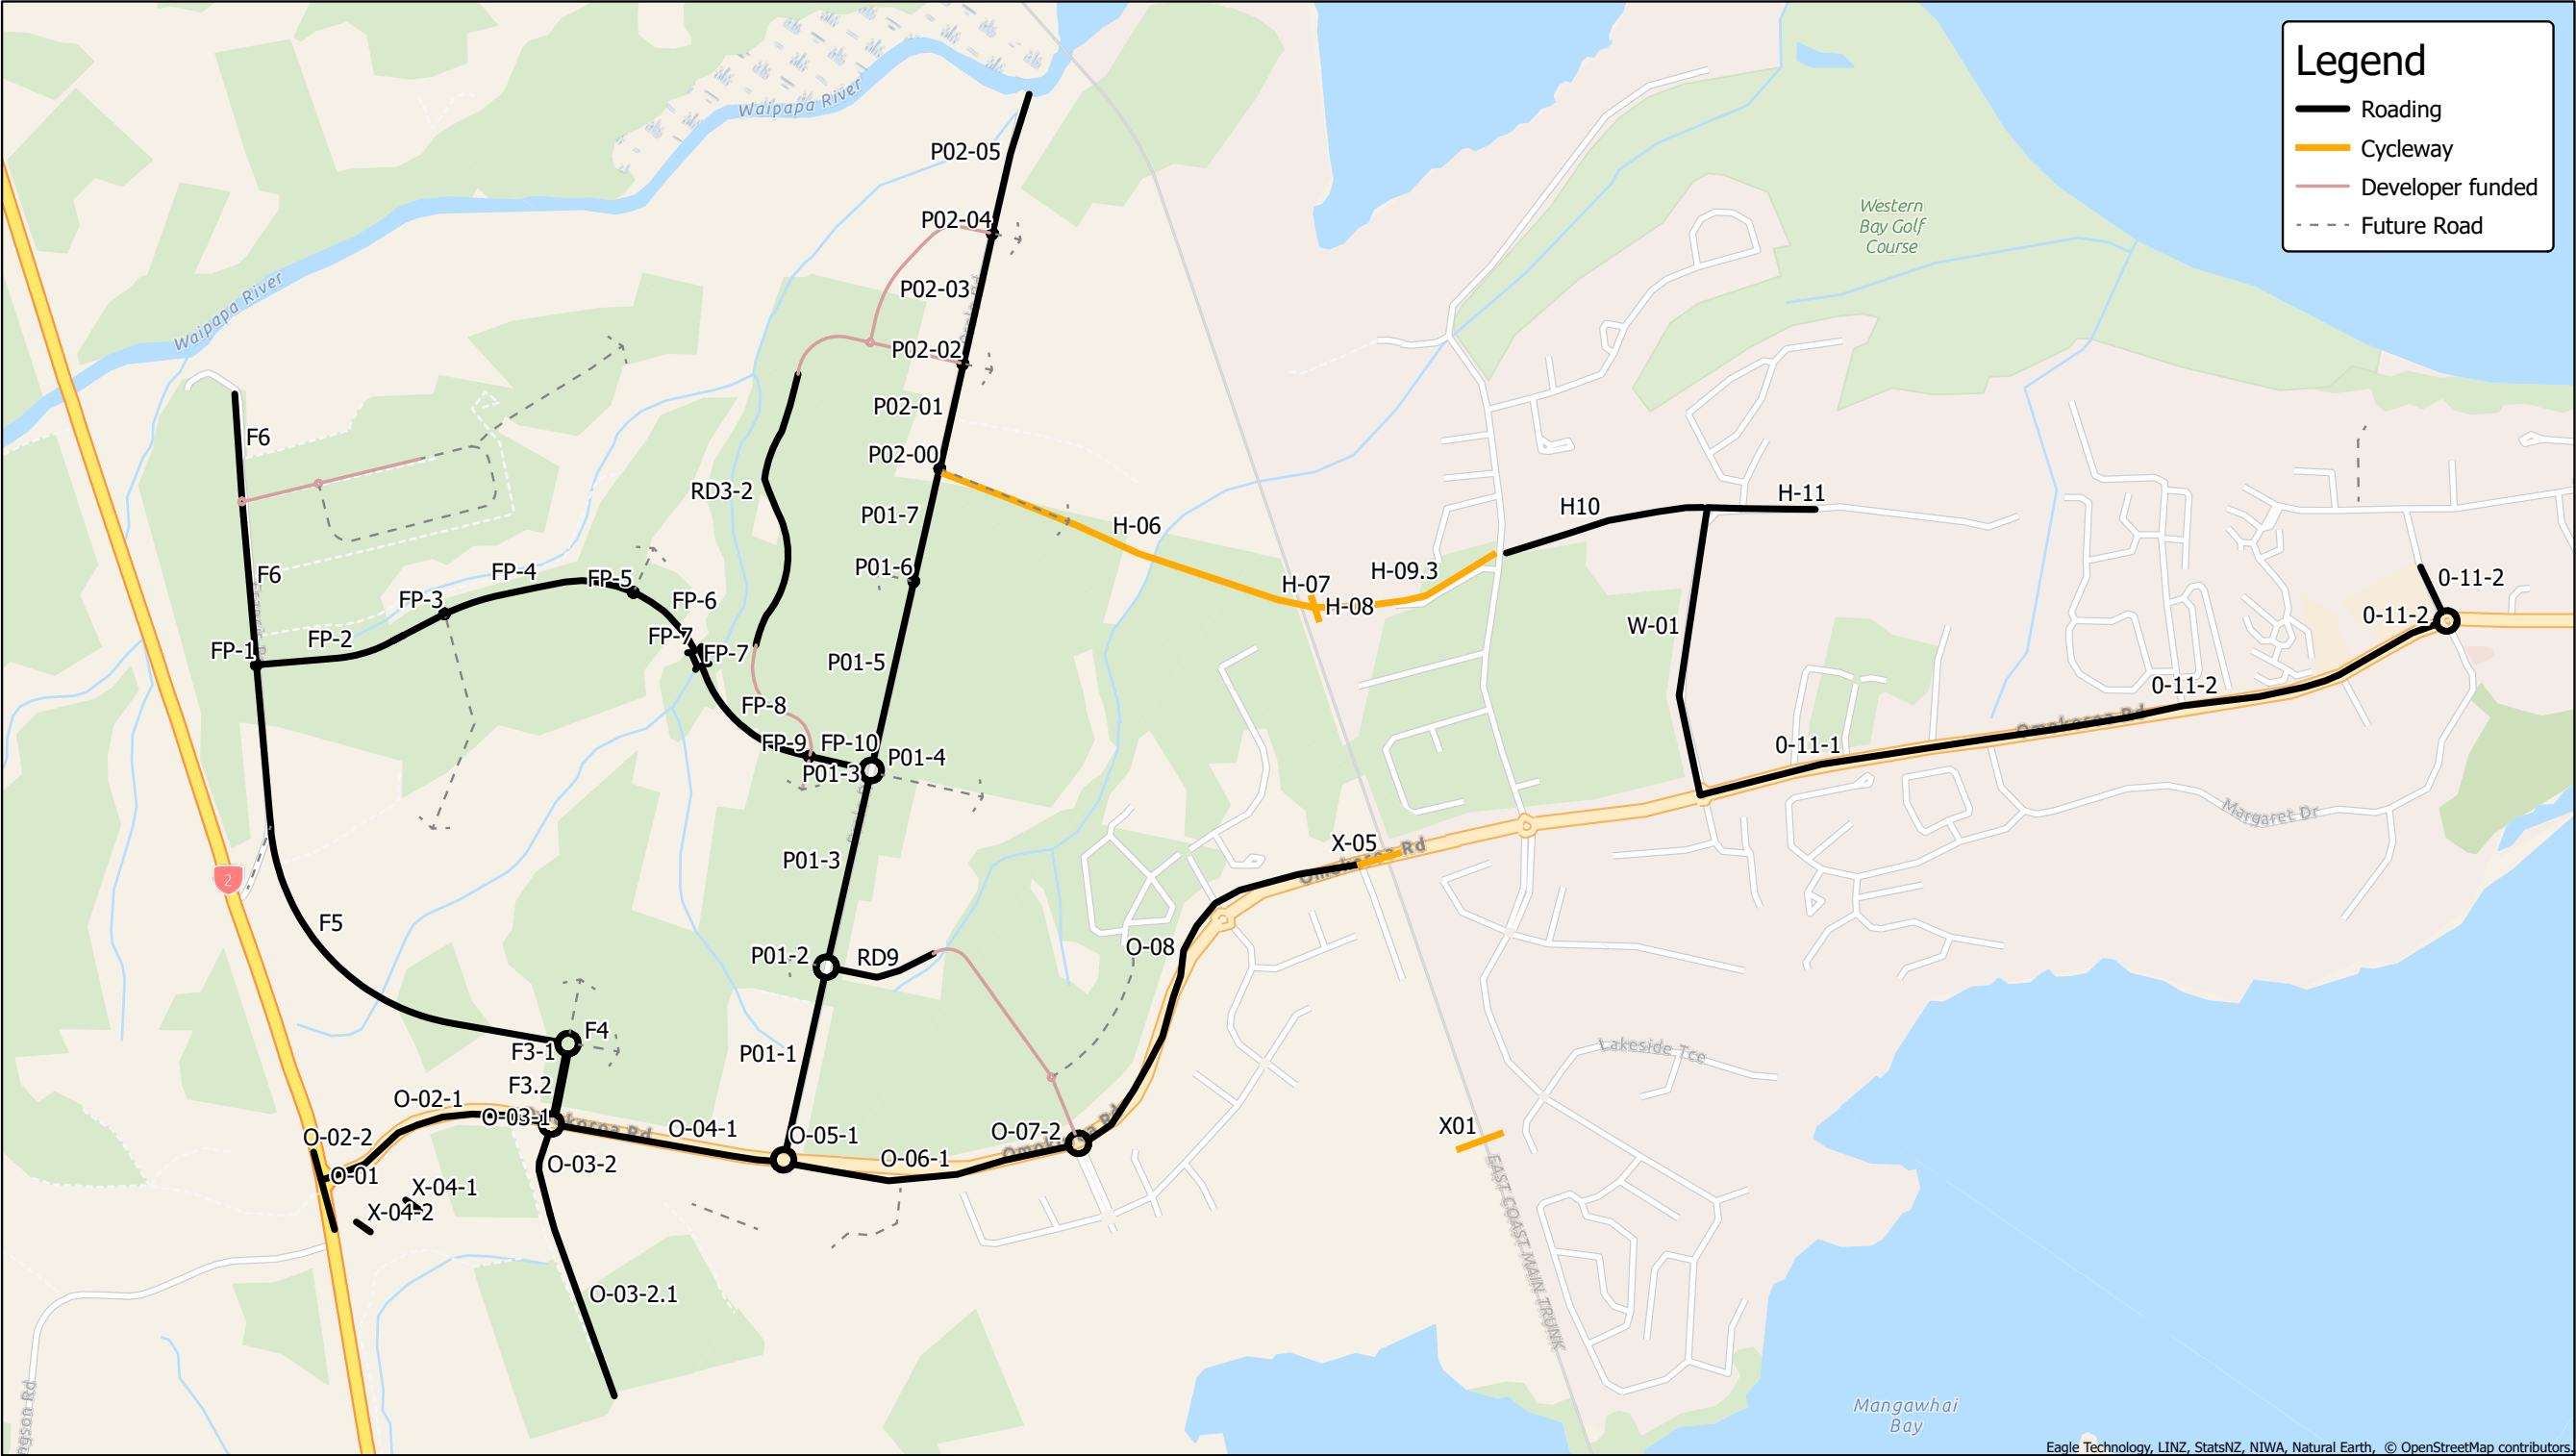 Legend
Roading
Cycleway
Developer funded
Future Road
Waipapa River
Waipapa River
Western
Bay Golf
Course
P02-05
P02-04
P02-03
P02-02
P02-01
P02-00
F6
RD3-2
P01-7
H-06
H10
H-11
P01-6
F6
FP-4
FP-5
FP-3
FP-6
H-07
H-09.3
H-08
0-11-2
0-11-2
W-01
FP-1
FP-2
FP-7
FP-7
P01-5
0-11-2
FP-8
Omokoroa Rd
FP-9
FP-10
P01-4
P01-3
0-11-1
Margaret Dr
X-05
Omokoroa Rd
P01-3
2
F5
P01-2
RD9
O-08
F4
F3-1
P01-1
Lakeside Tce
F3.2
O-02-1
O-03-1
O-04-1
O-05-1
O-07-2
Omokoroa Rd
X01
O-02-2
O-06-1
O-03-2
O-01
X-04-1
X-04-2
EAST COAST MAIN TRUNK
O-03-2.1
Mangawhai
Bay
Eagle Technology, LINZ, StatsNZ, NIWA, Natural Earth, © OpenStreetMap contributors.